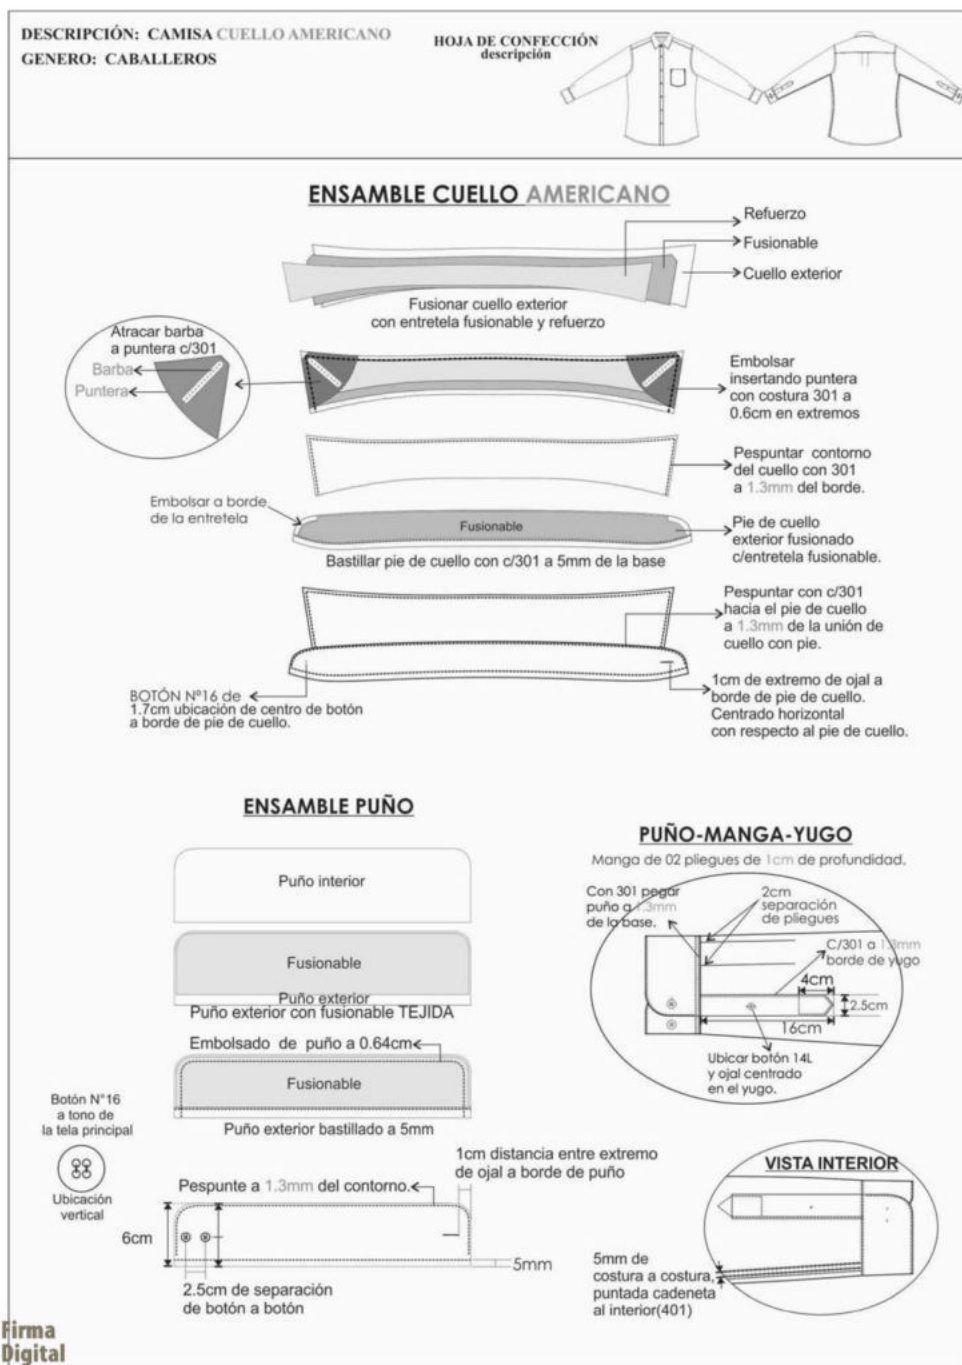 DESCRIPCIÓN: CAMISA CUELLO AMERICANO
GENERO: CABALLEROS
HOJA DE CONFECCIÓN
descripción
ENSAMBLE CUELLO AMERICANO
Refuerzo
Fusionable
Cuello exterior
Fusionar cuello exterior
con entretela fusionable y refuerzo
Atracar barba
a puntera c/301
Barba
Puntera
Embolsar
insertando puntera
con costura 301 a
0.6cm en extremos
Pespuntar contorno
del cuello con 301
a 1.3mm del borde.
Embolsar a borde
de la entretela
Fusionable
Pie de cuello
exterior fusionado
c/entretela fusionable.
Bastillar pie de cuello con c/301 a 5mm de la base
Pespuntar con c/301
hacia el pie de cuello
a 1.3mm de la unión de
cuello con pie.
BOTÓN Nº16 de
1.7cm ubicación de centro de botón
a borde de pie de cuello.
1cm de extremo de ojal a
borde de pie de cuello.
Centrado horizontal
con respecto al pie de cuello.
ENSAMBLE PUÑO
Puño interior
Fusionable
Puño exterior
Puño exterior con fusionable TEJIDA
Embolsado de puño a 0.64cm
Fusionable
Puño exterior bastillado a 5mm
Botón N°16
a tono de
la tela principal
Ubicación
vertical
1cm distancia entre extremo
de ojal a borde de puño
Pespunte a 1.3mm del contorno.
6cm
5mm
2.5cm de separación
de botón a botón
PUÑO-MANGA-YUGO
Manga de 02 pliegues de 1cm de profundidad.
Con 301 pegar
puño a 1.3mm
de la base.
2cm
separación
de pliegues
C/301 a 1.3mm
borde de yugo
4cm
2.5cm
16cm
Ubicar botón 14L
y ojal centrado
en el yugo.
VISTA INTERIOR
5mm de
costura a costura,
puntada cadeneta
al interior(401)
Firma
Digital